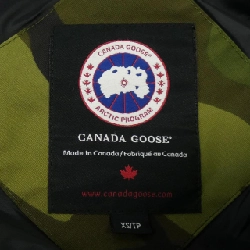 CANADA GOOSE
ARCTIC PROGRAM
CANADA GOOSE®
Made in Canada/Fabriqué au Canada
www.canadagoose.com
XS/TP